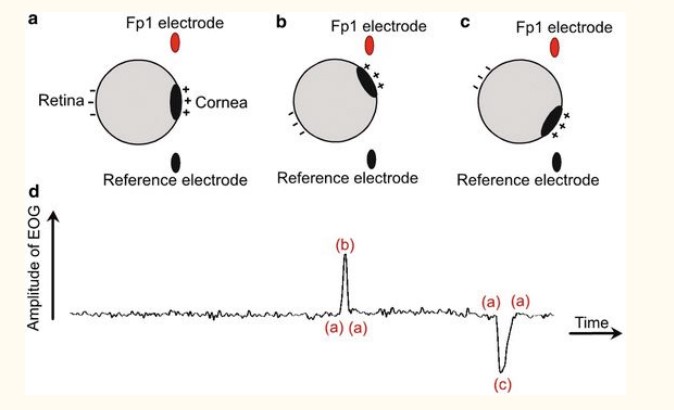 a
Fp1 electrode
Retina
Cornea
Reference electrode
b
Fp1 electrode
Reference electrode
c
Fp1 electrode
Reference electrode
d
Amplitude of EOG
(b)
(a) (a)
(a) (a)
(c)
Time